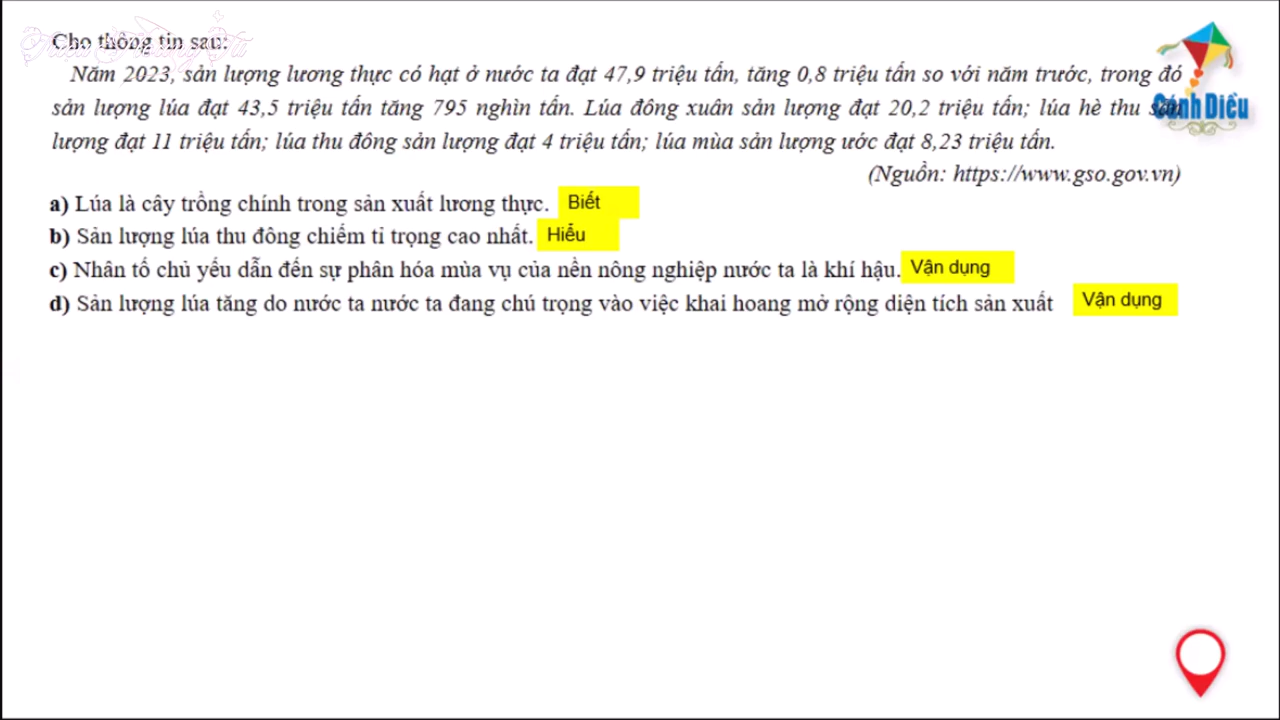 Cho thông tin sau:
Năm 2023, sản lượng lương thực có hạt ở nước ta đạt 47,9 triệu tấn, tăng 0,8 triệu tấn so với năm trước, trong đó
sản lượng lúa đạt 43,5 triệu tấn tăng 795 nghìn tấn. Lúa đông xuân sản lượng đạt 20,2 triệu tấn; lúa hè thu sản
Cánh Diều
lượng đạt 11 triệu tấn; lúa thu đông sản lượng đạt 4 triệu tấn; lúa mùa sản lượng ước đạt 8,23 triệu tấn.
(Nguồn: https://www.gso.gov.vn)
a) Lúa là cây trồng chính trong sản xuất lương thực. Biết
b) Sản lượng lúa thu đông chiếm tỉ trọng cao nhất. Hiểu
c) Nhân tố chủ yếu dẫn đến sự phân hóa mùa vụ của nền nông nghiệp nước ta là khí hậu. Vận dụng
d) Sản lượng lúa tăng do nước ta nước ta đang chú trọng vào việc khai hoang mở rộng diện tích sản xuất Vận dụng